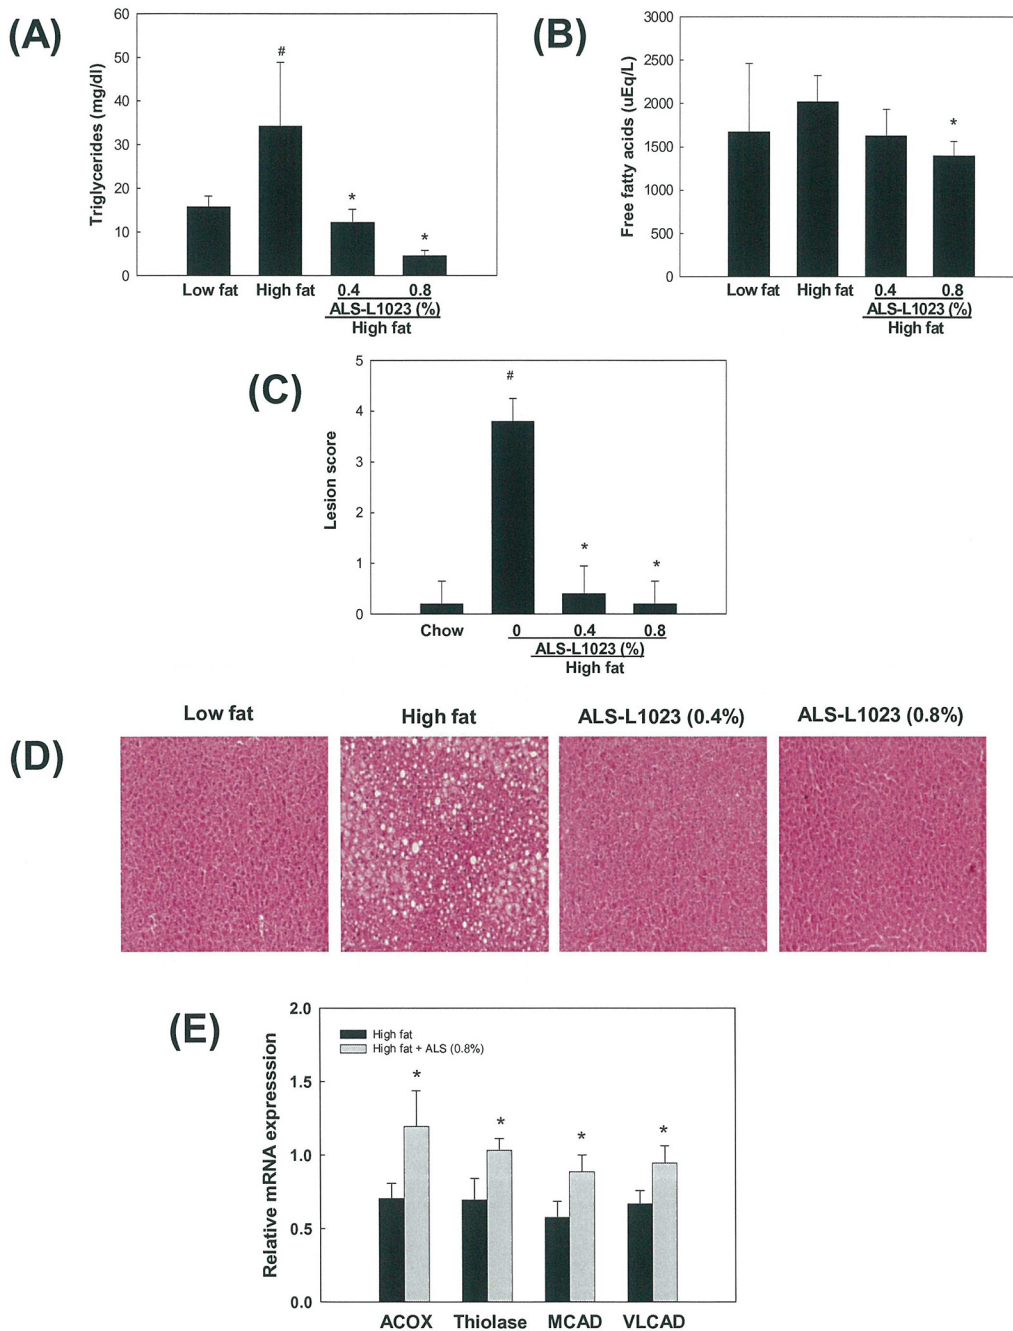 (A)
Triglycerides (mg/dl)
60
50
40
30
20
10
0
#
*
*
Low fat High fat 0.4 0.8
ALS-L1023 (%)
High fat
(B)
Free fatty acids (uEq/L)
3000
2500
2000
1500
1000
500
0
*
Low fat High fat 0.4 0.8
ALS-L1023 (%)
High fat
(C)
Lesion score
5
4
3
2
1
0
#
*
*
Chow 0 0.4 0.8
ALS-L1023 (%)
High fat
(D)
Low fat High fat ALS-L1023 (0.4%) ALS-L1023 (0.8%)
(E)
Relative mRNA expresssion
2.0
1.5
1.0
0.5
0.0
High fat
High fat + ALS (0.8%)
*
*
*
*
ACOX Thiolase MCAD VLCAD